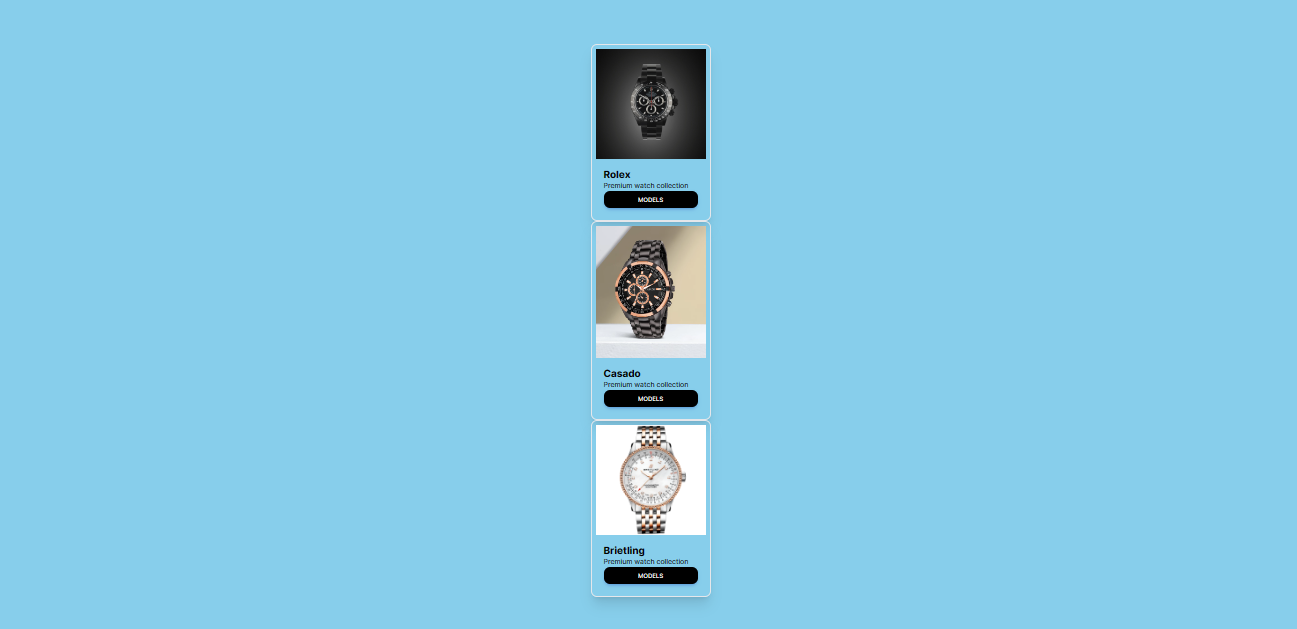 Rolex
Premium watch collection
MODELS
Casado
Premium watch collection
MODELS
Brietling
Premium watch collection
MODELS